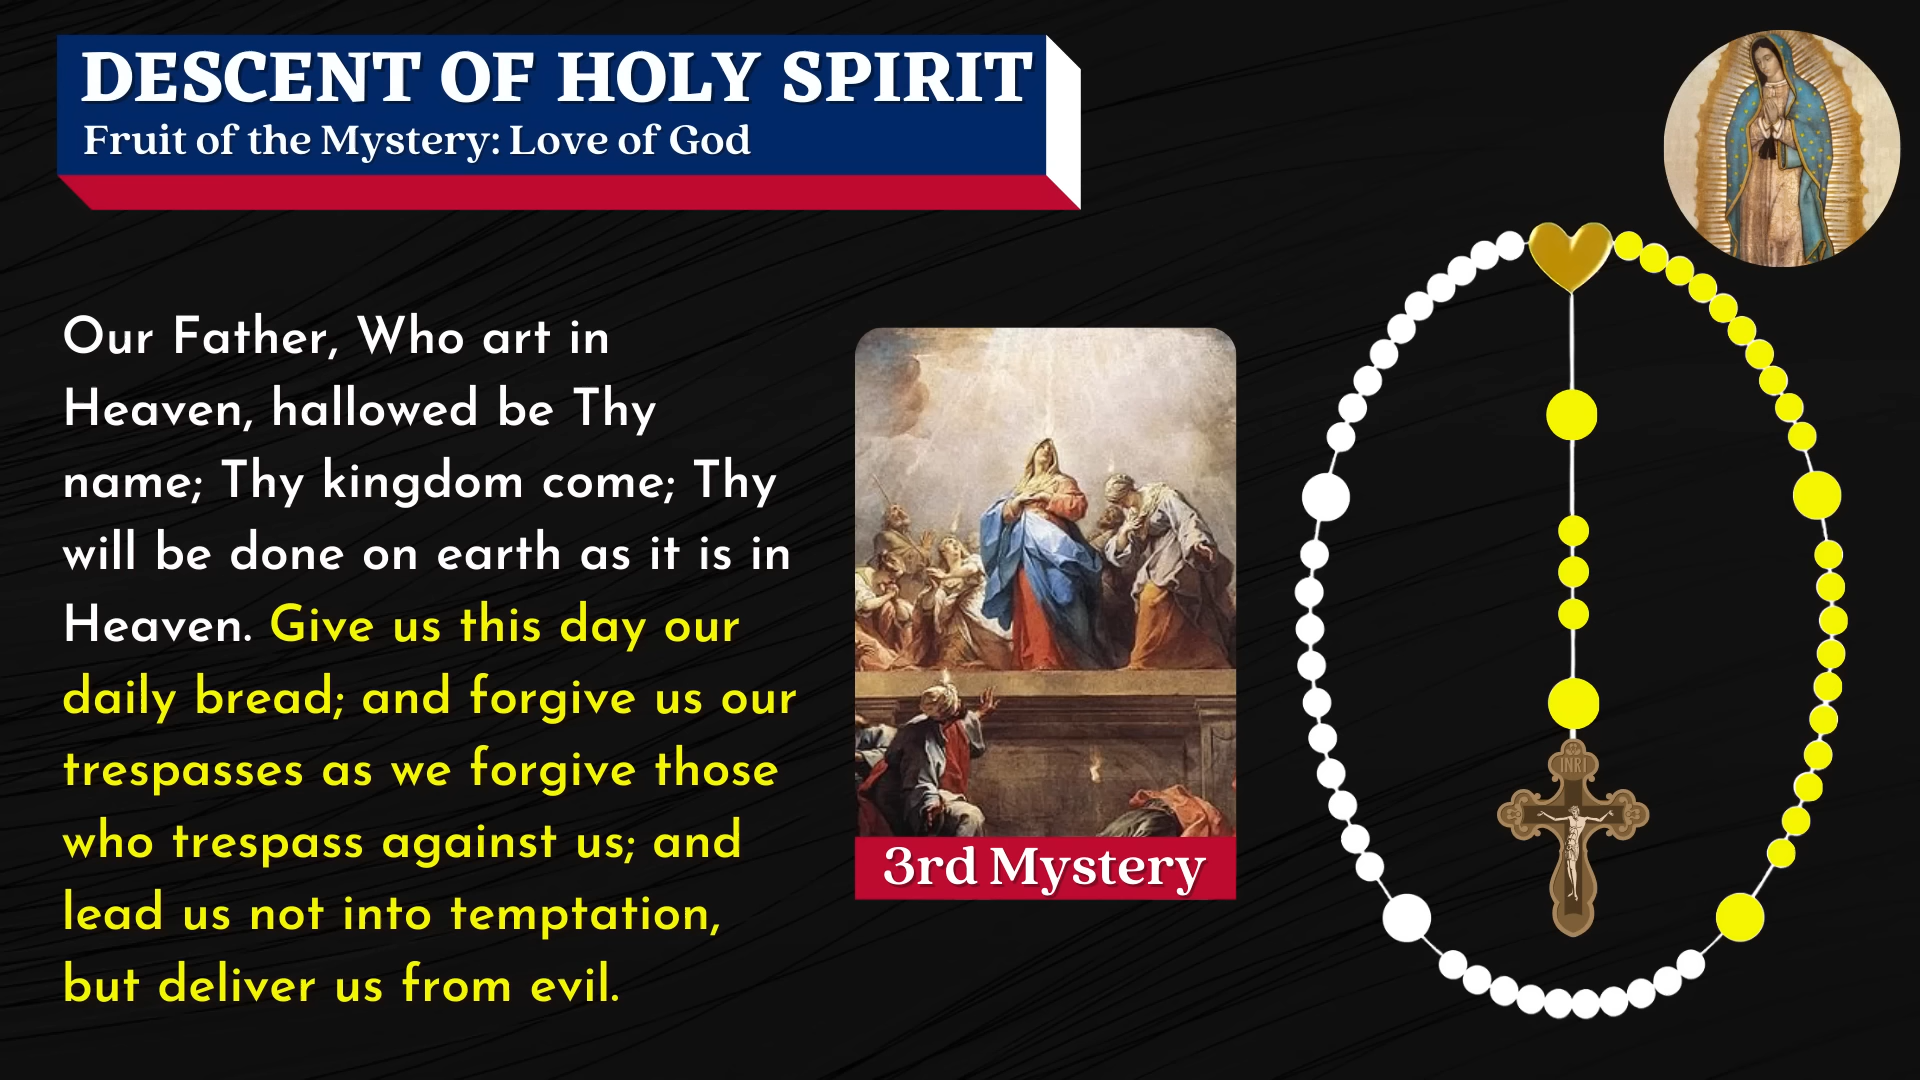 DESCENT OF HOLY SPIRIT
Fruit of the Mystery: Love of God
Our Father, Who art in
Heaven, hallowed be Thy
name; Thy kingdom come; Thy
will be done on earth as it is in
Heaven. Give us this day our
daily bread; and forgive us our
trespasses as we forgive those
who trespass against us; and
lead us not into temptation,
but deliver us from evil.
3rd Mystery
INRI